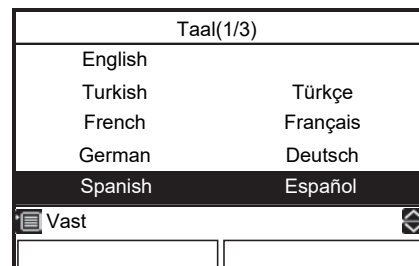 Taal(1/3)
English
Turkish Türkçe
French Français
German Deutsch
Spanish Español
Vast